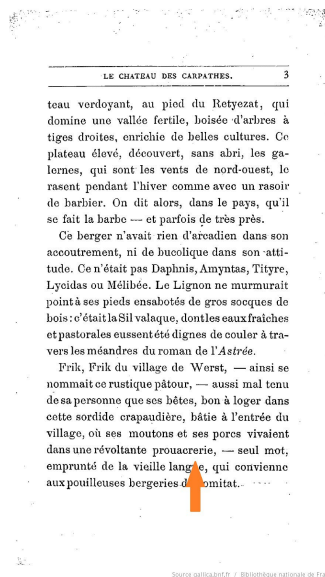 LE CHATEAU DES CARPATHES. 3
teau verdoyant, au pied du Retyezat, qui
domine une vallée fertile, boisée d'arbres à
tiges droites, enrichie de belles cultures. Ce
plateau élevé, découvert, sans abri, les ga-
lernes, qui sont les vents de nord-ouest, le
rasent pendant l'hiver comme avec un rasoir
de barbier. On dit alors, dans le pays, qu'il
se fait la barbe — et parfois de très près.
Ce berger n'avait rien d'arcadien dans son
accoutrement, ni de bucolique dans son atti-
tude. Ce n'était pas Daphnis, Amyntas, Tityre,
Lycidas ou Mélibée. Le Lignon ne murmurait
point à ses pieds ensabotés de gros socques de
bois : c'était la Sil valaque, dont les eaux fraîches
et pastorales eussent été dignes de couler à tra-
vers les méandres du roman de l'Astrée.
Frik, Frik du village de Werst, — ainsi se
nommait ce rustique pâtour, — aussi mal tenu
de sa personne que ses bêtes, bon à loger dans
cette sordide crapaudière, bâtie à l'entrée du
village, où ses moutons et ses porcs vivaient
dans une révoltante prouacrerie, — seul mot,
emprunté de la vieille langue, qui convienne
aux pouilleuses bergeries
Source gallica.bnf.fr / Bibliothèque nationale de Fra